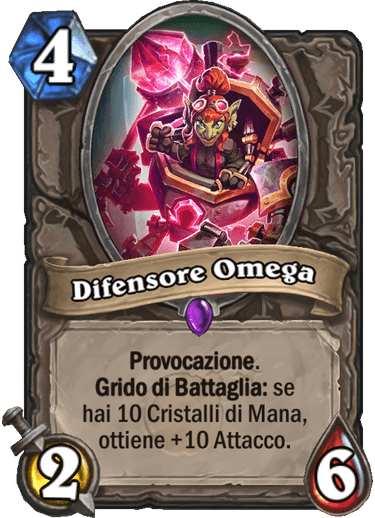 4
Difensore Omega
Provocazione.
Grido di Battaglia: se
hai 10 Cristalli di Mana,
ottiene +10 Attacco.
2
6